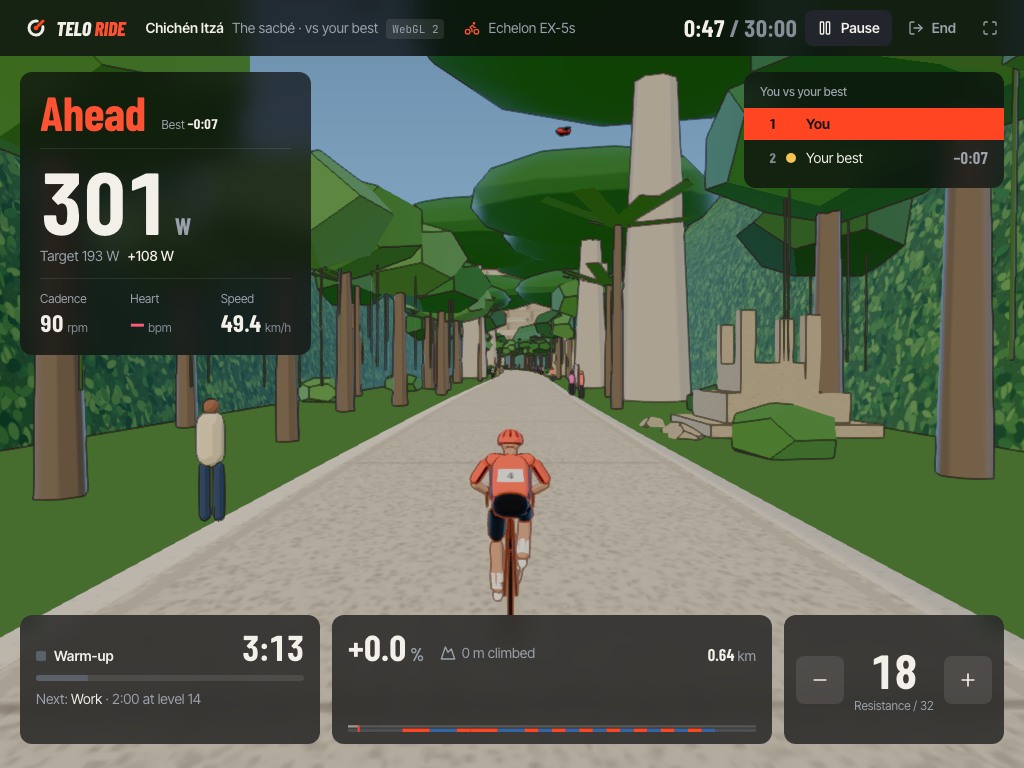 TELO RIDE Chichén Itzá The sacbé · vs your best WebGL 2 Echelon EX-5s 0:47 / 30:00 Pause End
Ahead Best −0:07
301 W
Target 193 W +108 W
Cadence Heart Speed
90 rpm — bpm 49.4 km/h
You vs your best
1 You
2 Your best −0:07
4
Warm-up 3:13
Next: Work · 2:00 at level 14
+0.0 % 0 m climbed 0.64 km
− 18 +
Resistance / 32